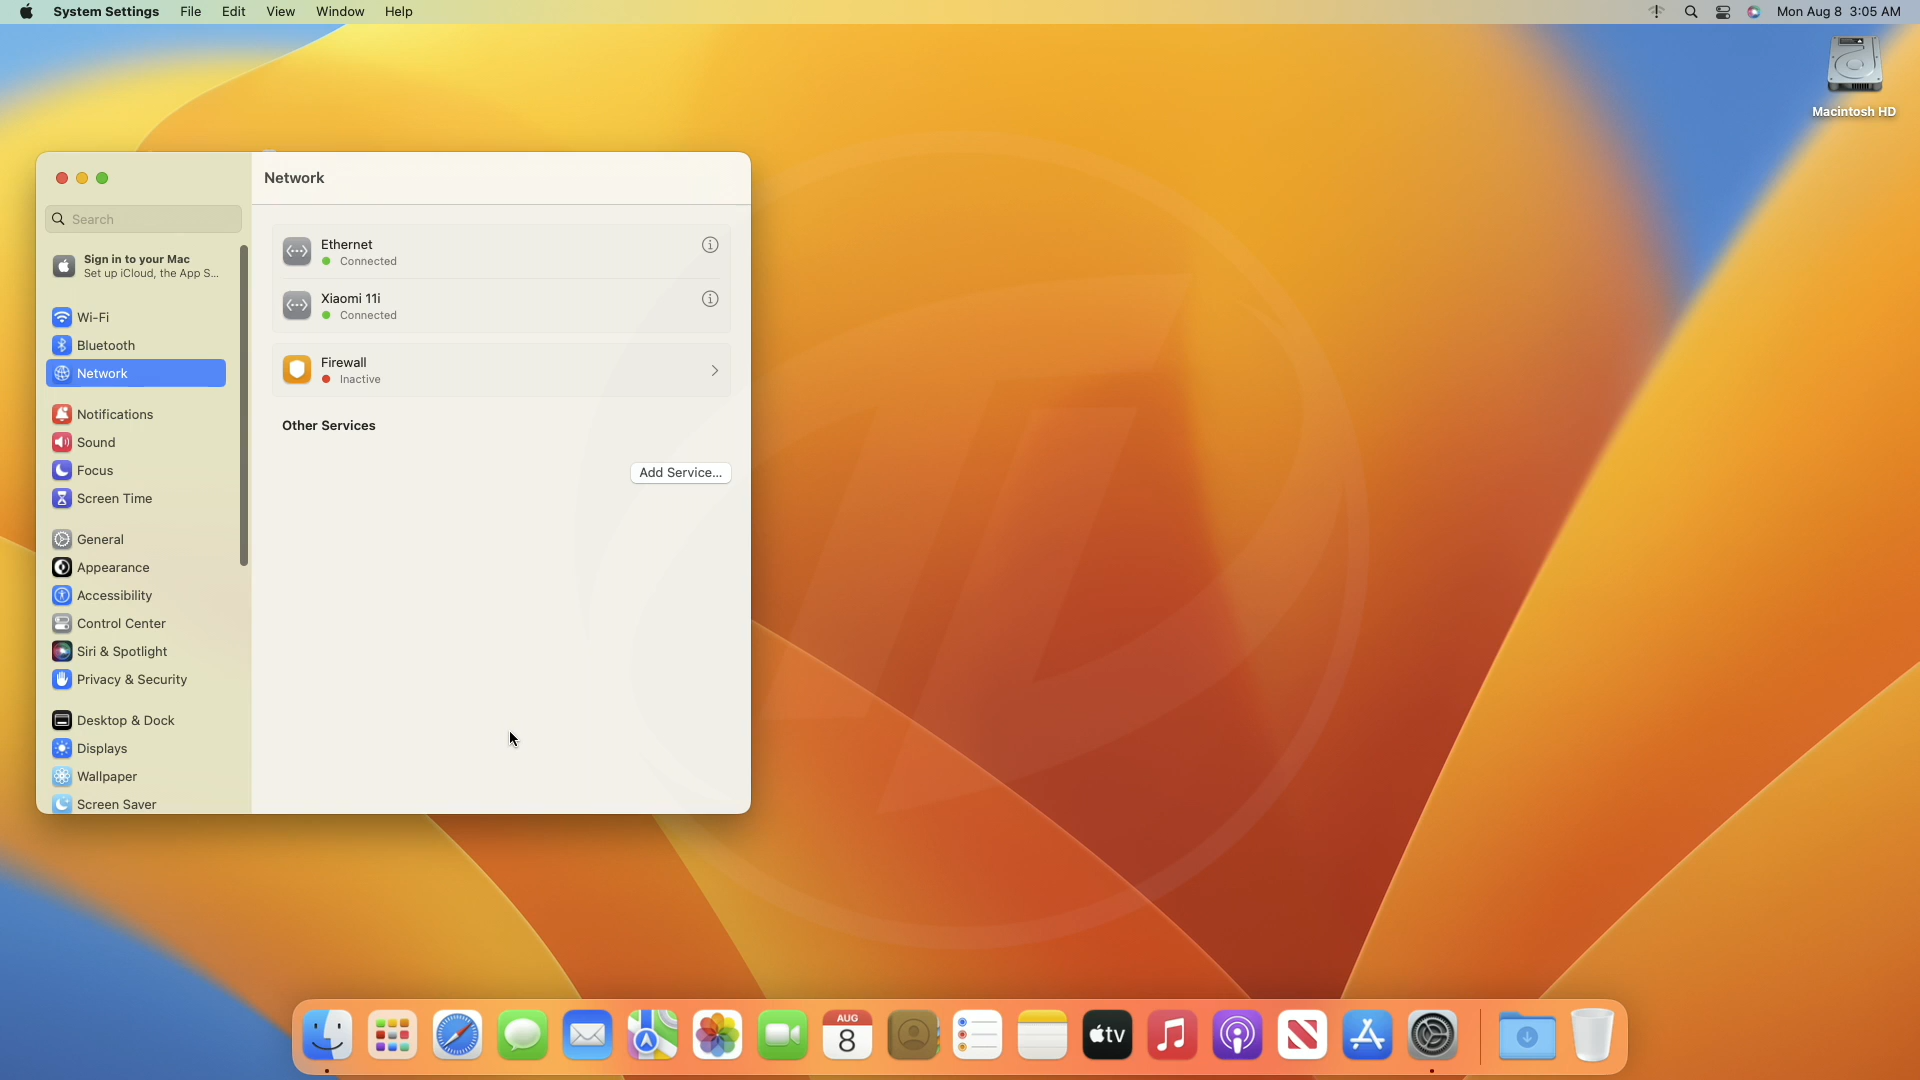 System Settings File Edit View Window Help Mon Aug 8 3:05 AM
Macintosh HD
Network
Search
Sign in to your Mac
Set up iCloud, the App S...
Wi-Fi
Bluetooth
Network
Notifications
Sound
Focus
Screen Time
General
Appearance
Accessibility
Control Center
Siri & Spotlight
Privacy & Security
Desktop & Dock
Displays
Wallpaper
Screen Saver
Ethernet
Connected
Xiaomi 11i
Connected
Firewall
Inactive
Other Services
Add Service...
AUG
8
tv